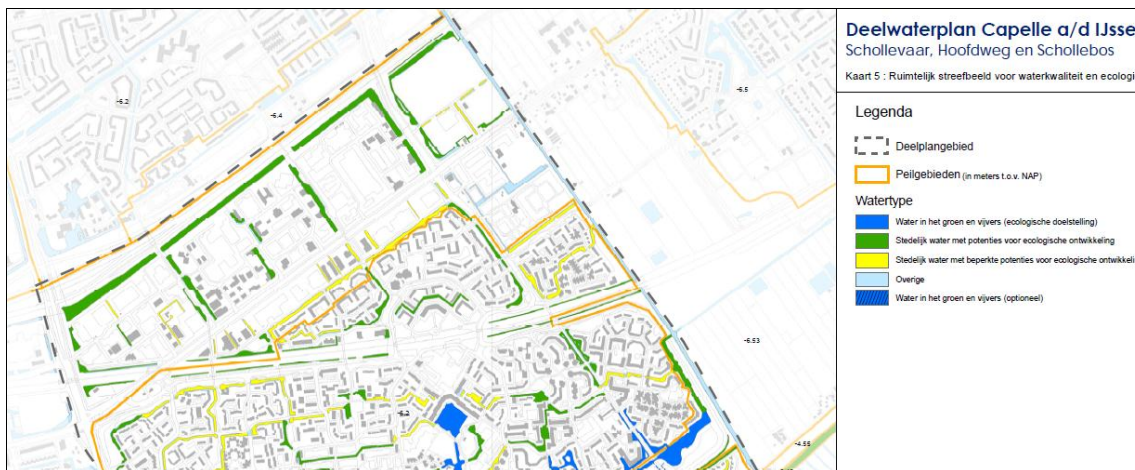 Deelwaterplan Capelle a/d IJsse
Schollevaar, Hoofdweg en Schollebos
Kaart 5 : Ruimtelijk streefbeeld voor waterkwaliteit en ecologi
Legenda
Deelplangebied
Peilgebieden (in meters t.o.v. NAP)
Watertype
Water in het groen en vijvers (ecologische doelstelling)
Stedelijk water met potenties voor ecologische ontwikkeling
Stedelijk water met beperkte potenties voor ecologische ontwikkeli
Overige
Water in het groen en vijvers (optioneel)
-6.2
-6.4
-6.5
-6.53
-6.2
-4.55